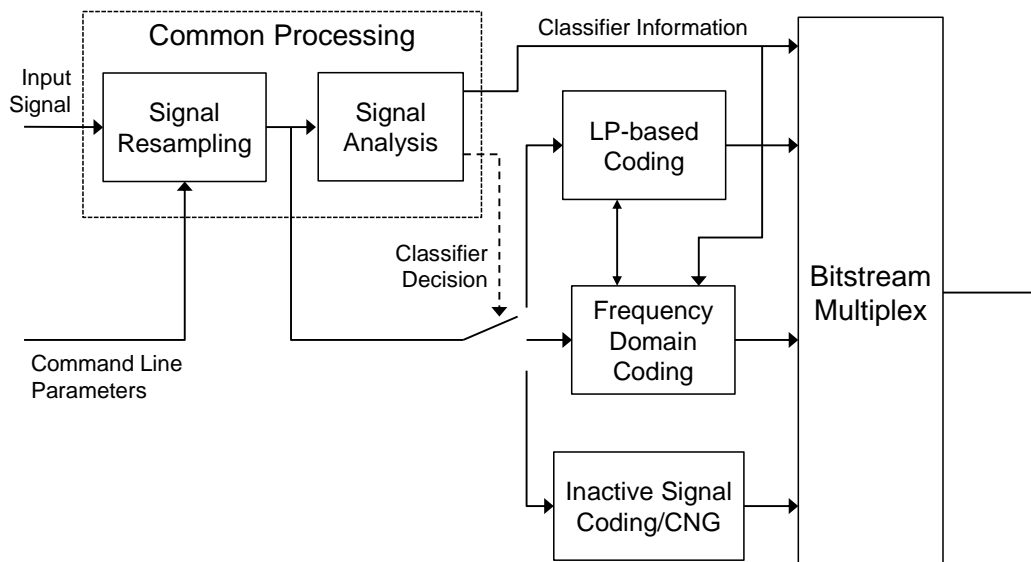 Common Processing
Classifier Information
Input
Signal
Signal
Resampling
Signal
Analysis
LP-based
Coding
Classifier
Decision
Bitstream
Multiplex
Frequency
Domain
Coding
Command Line
Parameters
Inactive Signal
Coding/CNG